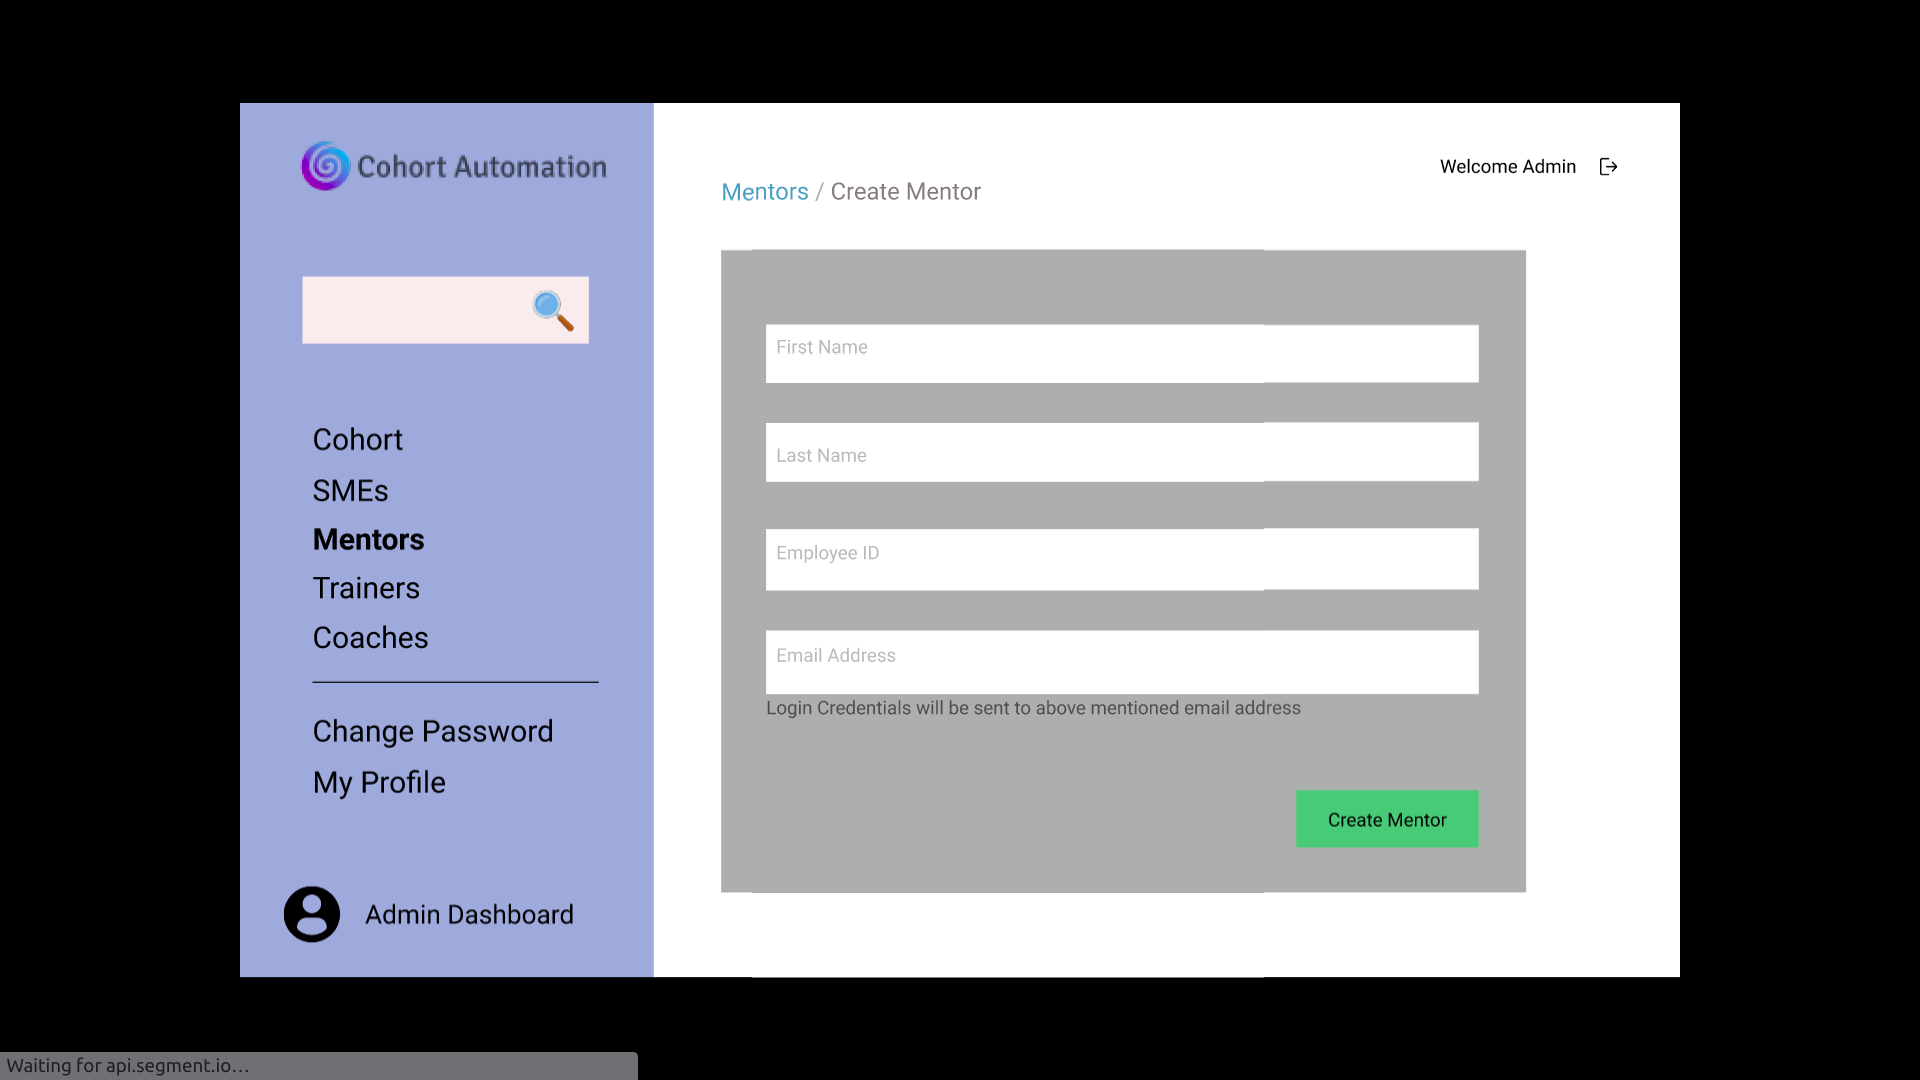 Cohort Automation
Cohort
SMEs
Mentors
Trainers
Coaches
Change Password
My Profile
Admin Dashboard
Welcome Admin
Mentors / Create Mentor
First Name
Last Name
Employee ID
Email Address
Login Credentials will be sent to above mentioned email address
Create Mentor
Waiting for api.segment.io…